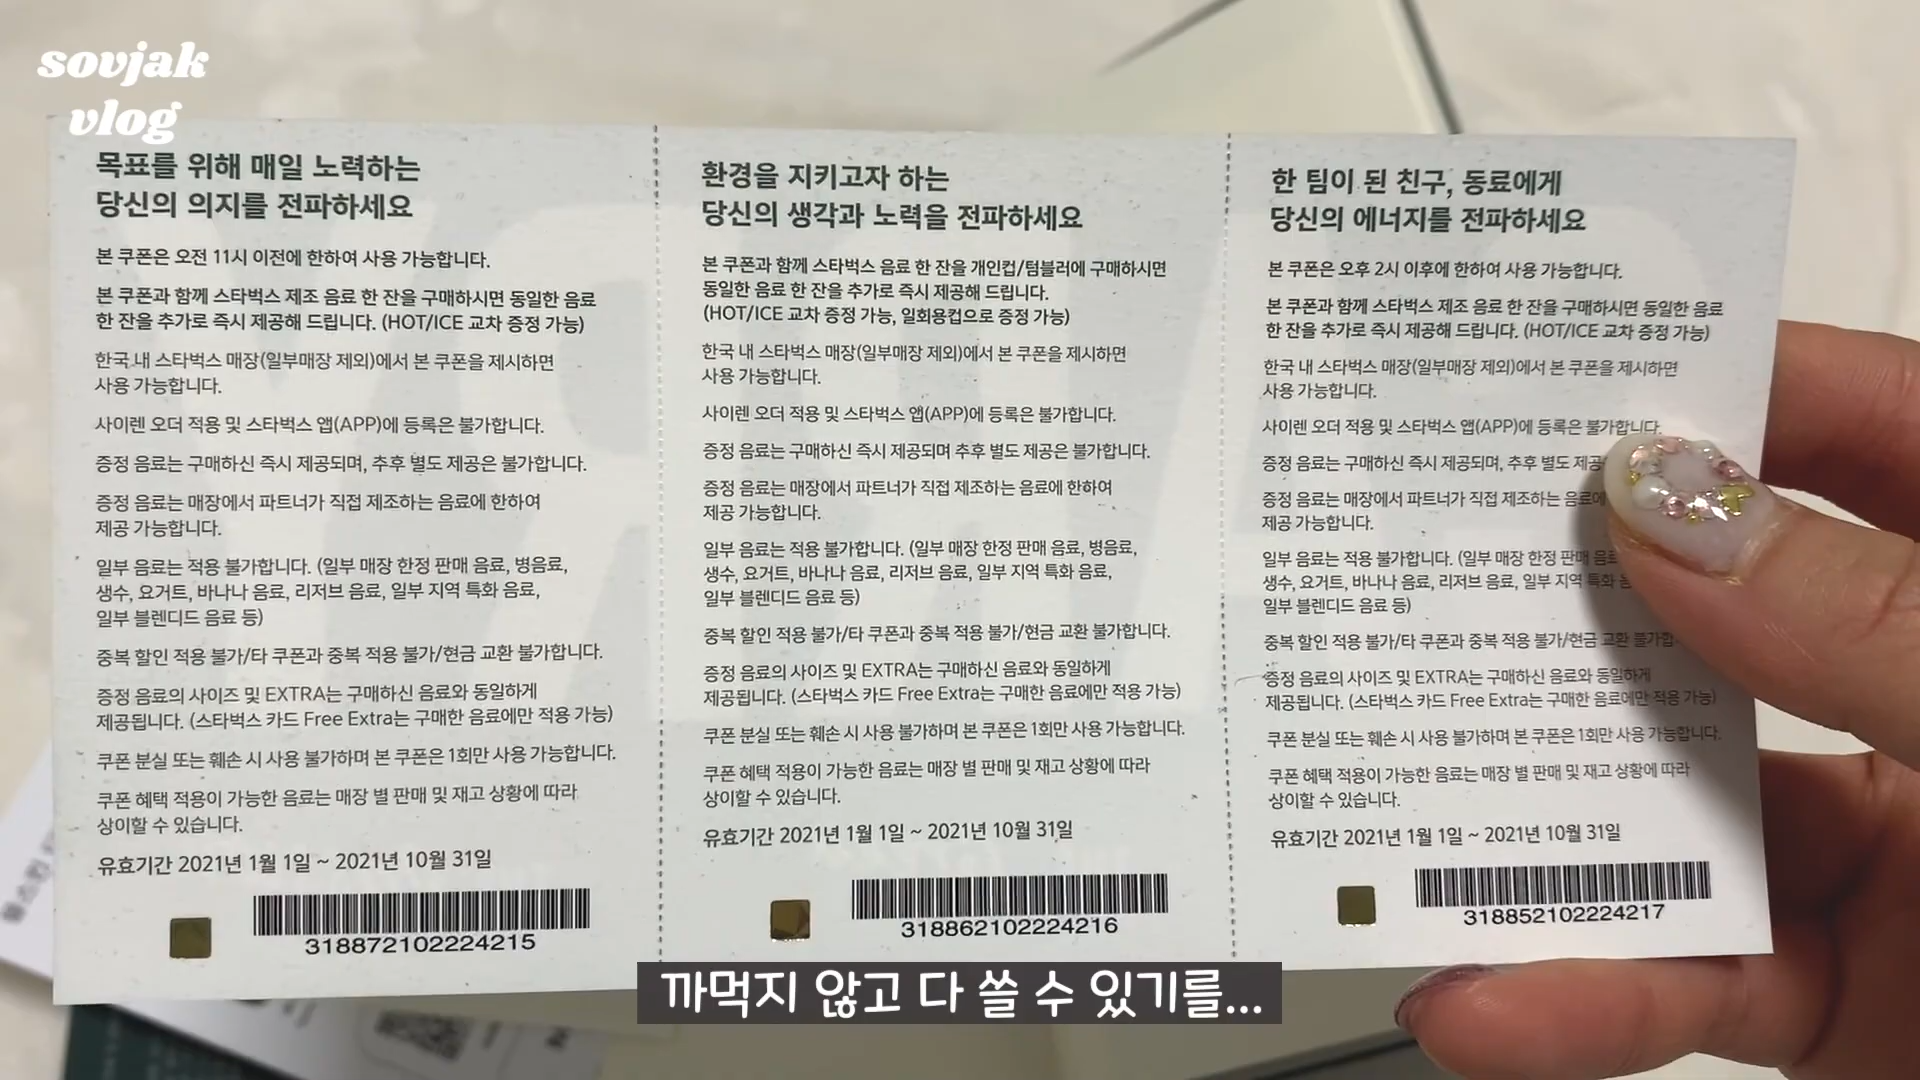 sovjak
vlog
목표를 위해 매일 노력하는
당신의 의지를 전파하세요
본 쿠폰은 오전 11시 이전에 한하여 사용 가능합니다.
본 쿠폰과 함께 스타벅스 제조 음료 한 잔을 구매하시면 동일한 음료
한 잔을 추가로 즉시 제공해 드립니다. (HOT/ICE 교차 증정 가능)
한국 내 스타벅스 매장(일부매장 제외)에서 본 쿠폰을 제시하면
사용 가능합니다.
사이렌 오더 적용 및 스타벅스 앱(APP)에 등록은 불가합니다.
증정 음료는 구매하신 즉시 제공되며, 추후 별도 제공은 불가합니다.
증정 음료는 매장에서 파트너가 직접 제조하는 음료에 한하여
제공 가능합니다.
일부 음료는 적용 불가합니다. (일부 매장 한정 판매 음료, 병음료,
생수, 요거트, 바나나 음료, 리저브 음료, 일부 지역 특화 음료,
일부 블렌디드 음료 등)
중복 할인 적용 불가/타 쿠폰과 중복 적용 불가/현금 교환 불가합니다.
증정 음료의 사이즈 및 EXTRA는 구매하신 음료와 동일하게
제공됩니다. (스타벅스 카드 Free Extra는 구매한 음료에만 적용 가능)
쿠폰 분실 또는 훼손 시 사용 불가하며 본 쿠폰은 1회만 사용 가능합니다.
쿠폰 혜택 적용이 가능한 음료는 매장 별 판매 및 재고 상황에 따라
상이할 수 있습니다.
유효기간 2021년 1월 1일 ~ 2021년 10월 31일
318872102224215
환경을 지키고자 하는
당신의 생각과 노력을 전파하세요
본 쿠폰과 함께 스타벅스 음료 한 잔을 개인컵/텀블러에 구매하시면
동일한 음료 한 잔을 추가로 즉시 제공해 드립니다.
(HOT/ICE 교차 증정 가능, 일회용컵으로 증정 가능)
한국 내 스타벅스 매장(일부매장 제외)에서 본 쿠폰을 제시하면
사용 가능합니다.
사이렌 오더 적용 및 스타벅스 앱(APP)에 등록은 불가합니다.
증정 음료는 구매하신 즉시 제공되며 추후 별도 제공은 불가합니다.
증정 음료는 매장에서 파트너가 직접 제조하는 음료에 한하여
제공 가능합니다.
일부 음료는 적용 불가합니다. (일부 매장 한정 판매 음료, 병음료,
생수, 요거트, 바나나 음료, 리저브 음료, 일부 지역 특화 음료,
일부 블렌디드 음료 등)
중복 할인 적용 불가/타 쿠폰과 중복 적용 불가/현금 교환 불가합니다.
증정 음료의 사이즈 및 EXTRA는 구매하신 음료와 동일하게
제공됩니다. (스타벅스 카드 Free Extra는 구매한 음료에만 적용 가능)
쿠폰 분실 또는 훼손 시 사용 불가하며 본 쿠폰은 1회만 사용 가능합니다.
쿠폰 혜택 적용이 가능한 음료는 매장 별 판매 및 재고 상황에 따라
상이할 수 있습니다.
유효기간 2021년 1월 1일 ~ 2021년 10월 31일
318862102224216
한 팀이 된 친구, 동료에게
당신의 에너지를 전파하세요
본 쿠폰은 오후 2시 이후에 한하여 사용 가능합니다.
본 쿠폰과 함께 스타벅스 제조 음료 한 잔을 구매하시면 동일한 음료
한 잔을 추가로 즉시 제공해 드립니다. (HOT/ICE 교차 증정 가능)
한국 내 스타벅스 매장(일부매장 제외)에서 본 쿠폰을 제시하면
사용 가능합니다.
사이렌 오더 적용 및 스타벅스 앱(APP)에 등록은 불가합니다.
증정 음료는 구매하신 즉시 제공되며, 추후 별도 제공
증정 음료는 매장에서 파트너가 직접 제조하는 음료에
제공 가능합니다.
일부 음료는 적용 불가합니다. (일부 매장 한정 판매 음료
생수, 요거트, 바나나 음료, 리저브 음료, 일부 지역 특화
일부 블렌디드 음료 등)
중복 할인 적용 불가/타 쿠폰과 중복 적용 불가/현금 교환 불가합
증정 음료의 사이즈 및 EXTRA는 구매하신 음료와 동일하게
제공됩니다. (스타벅스 카드 Free Extra는 구매한 음료에만 적용 가능)
쿠폰 분실 또는 훼손 시 사용 불가하며 본 쿠폰은 1회만 사용 가능합니다.
쿠폰 혜택 적용이 가능한 음료는 매장 별 판매 및 재고 상황에 따라
상이할 수 있습니다.
유효기간 2021년 1월 1일 ~ 2021년 10월 31일
318852102224217
까먹지 않고 다 쓸 수 있기를...